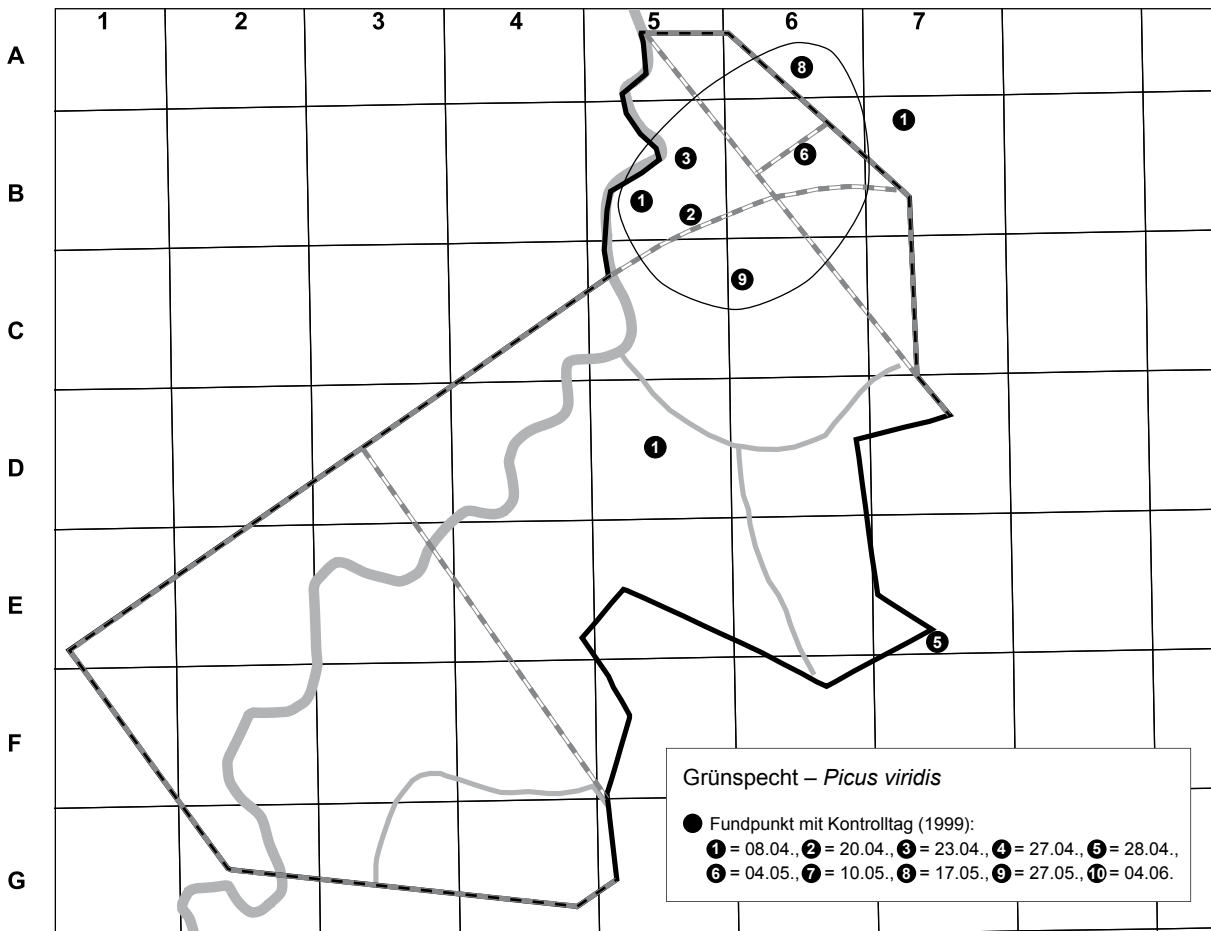 1 2 3 4 5 6 7
A
8
1
3
6
B
1
2
9
C
D
1
E
5
F
Grünspecht – Picus viridis
Fundpunkt mit Kontrolltag (1999):
1 = 08.04., 2 = 20.04., 3 = 23.04., 4 = 27.04., 5 = 28.04.,
6 = 04.05., 7 = 10.05., 8 = 17.05., 9 = 27.05., 10 = 04.06.
G